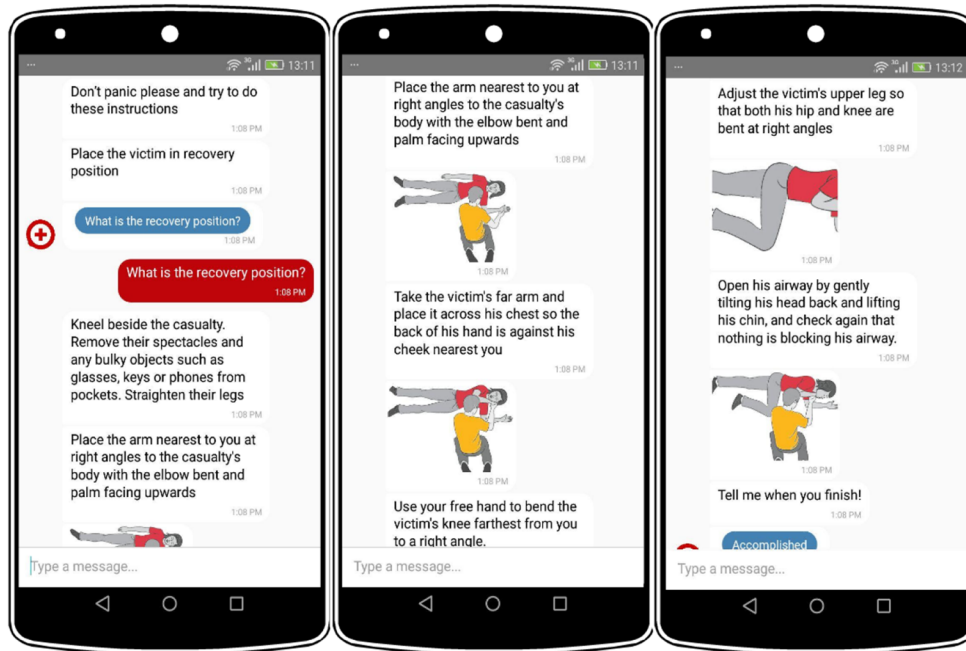 ...
3G
13:11
Don't panic please and try to do
these instructions
1:08 PM
Place the victim in recovery
position
1:08 PM
What is the recovery position?
1:08 PM
What is the recovery position?
1:08 PM
Kneel beside the casualty.
Remove their spectacles and
any bulky objects such as
glasses, keys or phones from
pockets. Straighten their legs
1:08 PM
Place the arm nearest to you at
right angles to the casualty's
body with the elbow bent and
palm facing upwards
1:08 PM
Type a message...
...
3G
13:11
Place the arm nearest to you at
right angles to the casualty's
body with the elbow bent and
palm facing upwards
1:08 PM
1:08 PM
Take the victim's far arm and
place it across his chest so the
back of his hand is against his
cheek nearest you
1:08 PM
1:08 PM
Use your free hand to bend the
victim's knee farthest from you
to a right angle.
Type a message...
...
3G
13:12
Adjust the victim's upper leg so
that both his hip and knee are
bent at right angles
1:08 PM
1:08 PM
Open his airway by gently
tilting his head back and lifting
his chin, and check again that
nothing is blocking his airway.
1:08 PM
1:08 PM
Tell me when you finish!
1:08 PM
Accomplished
Type a message...